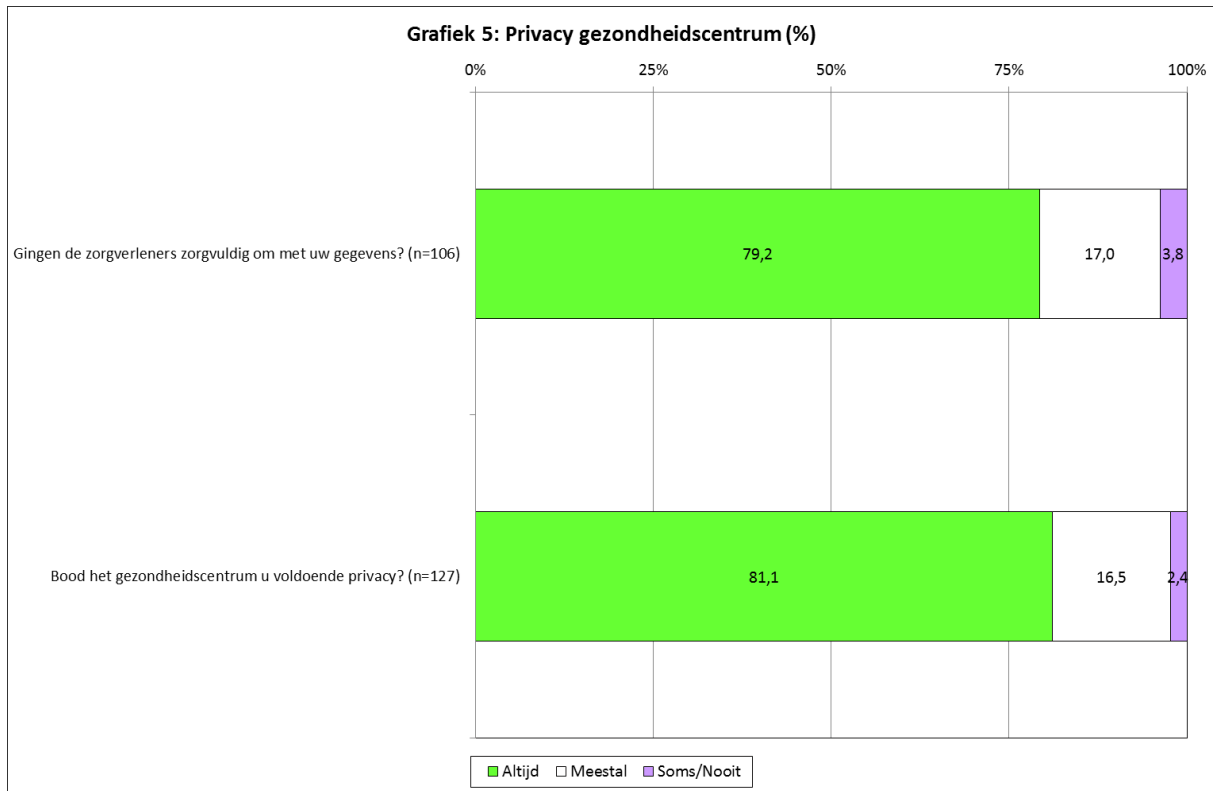 Grafiek 5: Privacy gezondheidscentrum (%)
0% 25% 50% 75% 100%
Gingen de zorgverleners zorgvuldig om met uw gegevens? (n=106) 79,2 17,0 3,8
Bood het gezondheidscentrum u voldoende privacy? (n=127) 81,1 16,5 2,4
Altijd Meestal Soms/Nooit